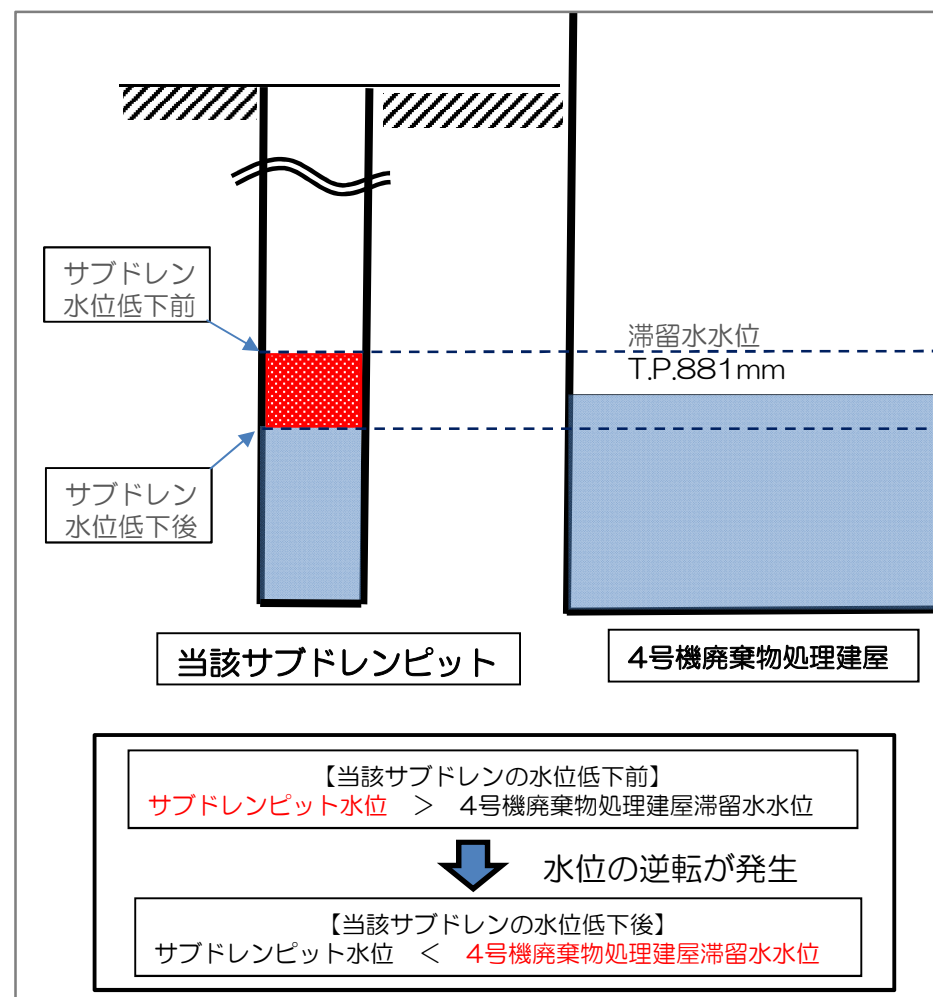 サブドレン
水位低下前
滞留水水位
T.P.881mm
サブドレン
水位低下後
当該サブドレンピット
4号機廃棄物処理建屋
【当該サブドレンの水位低下前】
サブドレンピット水位　＞　4号機廃棄物処理建屋滞留水水位
水位の逆転が発生
【当該サブドレンの水位低下後】
サブドレンピット水位　＜　4号機廃棄物処理建屋滞留水水位